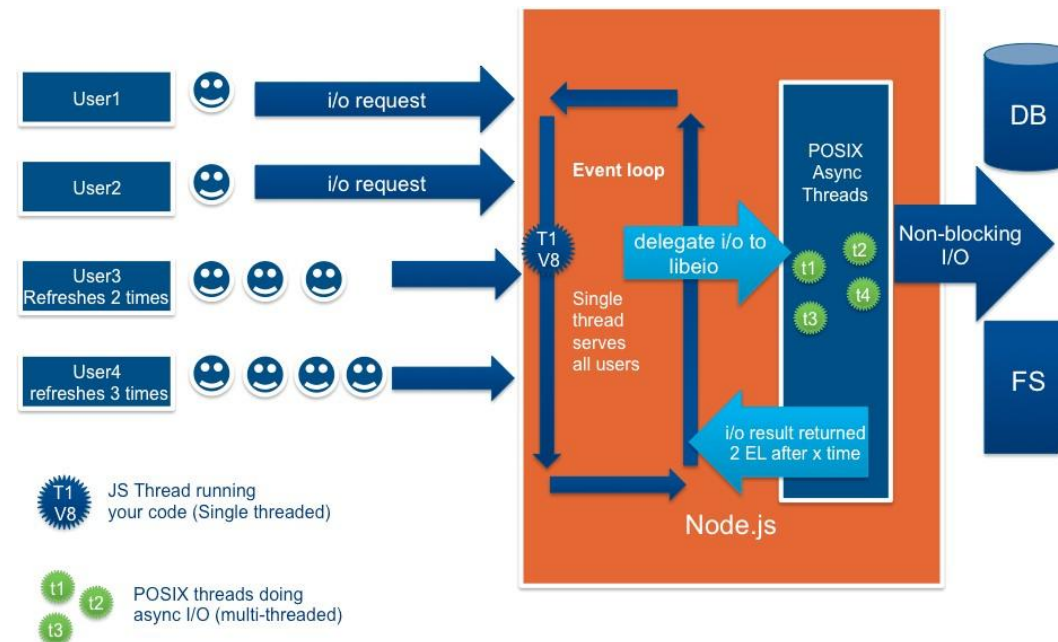 User1
i/o request
User2
i/o request
User3
Refreshes 2 times
User4
refreshes 3 times
Event loop
T1
V8
Single
thread
serves
all users
delegate i/o to
libeio
POSIX
Async
Threads
t1
t2
t3
t4
i/o result returned
2 EL after x time
Node.js
Non-blocking
I/O
DB
FS
T1
V8
JS Thread running
your code (Single threaded)
t1
t2
t3
POSIX threads doing
async I/O (multi-threaded)